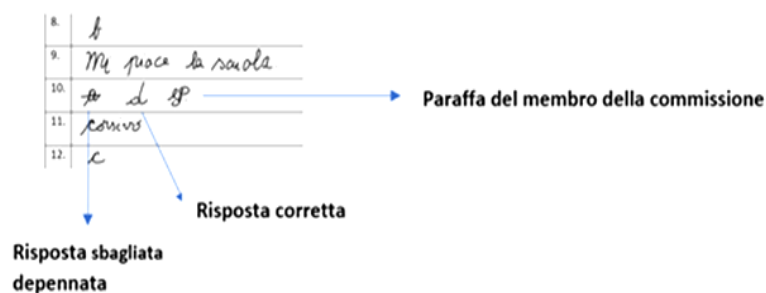 8. b
9. Mi piace la scuola
10. d
Paraffa del membro della commissione
11. corsivo
12. c
Risposta corretta
Risposta sbagliata
depennata